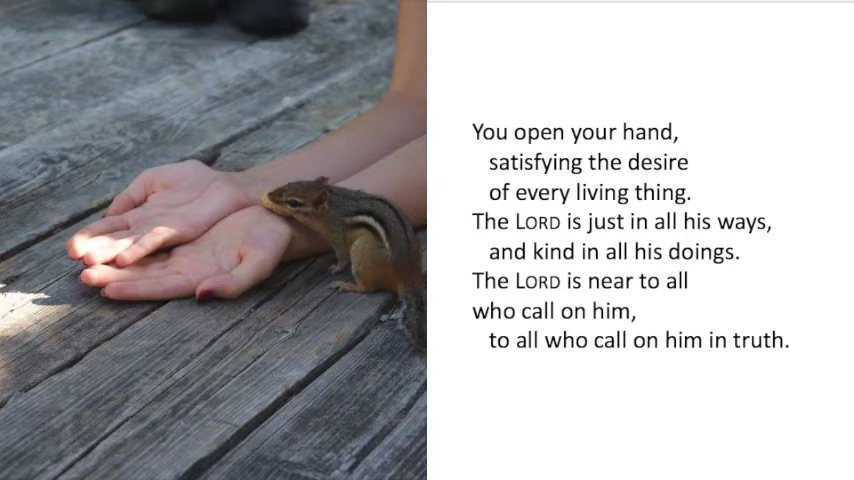 You open your hand,
satisfying the desire
of every living thing.
The LORD is just in all his ways,
and kind in all his doings.
The LORD is near to all
who call on him,
to all who call on him in truth.